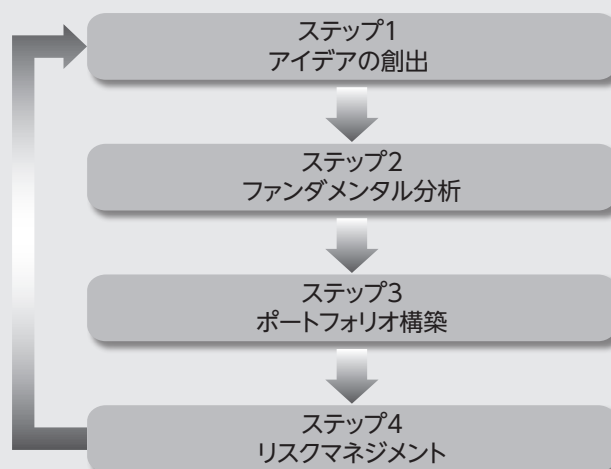 ステップ1
アイデアの創出
ステップ2
ファンダメンタル分析
ステップ3
ポートフォリオ構築
ステップ4
リスクマネジメント